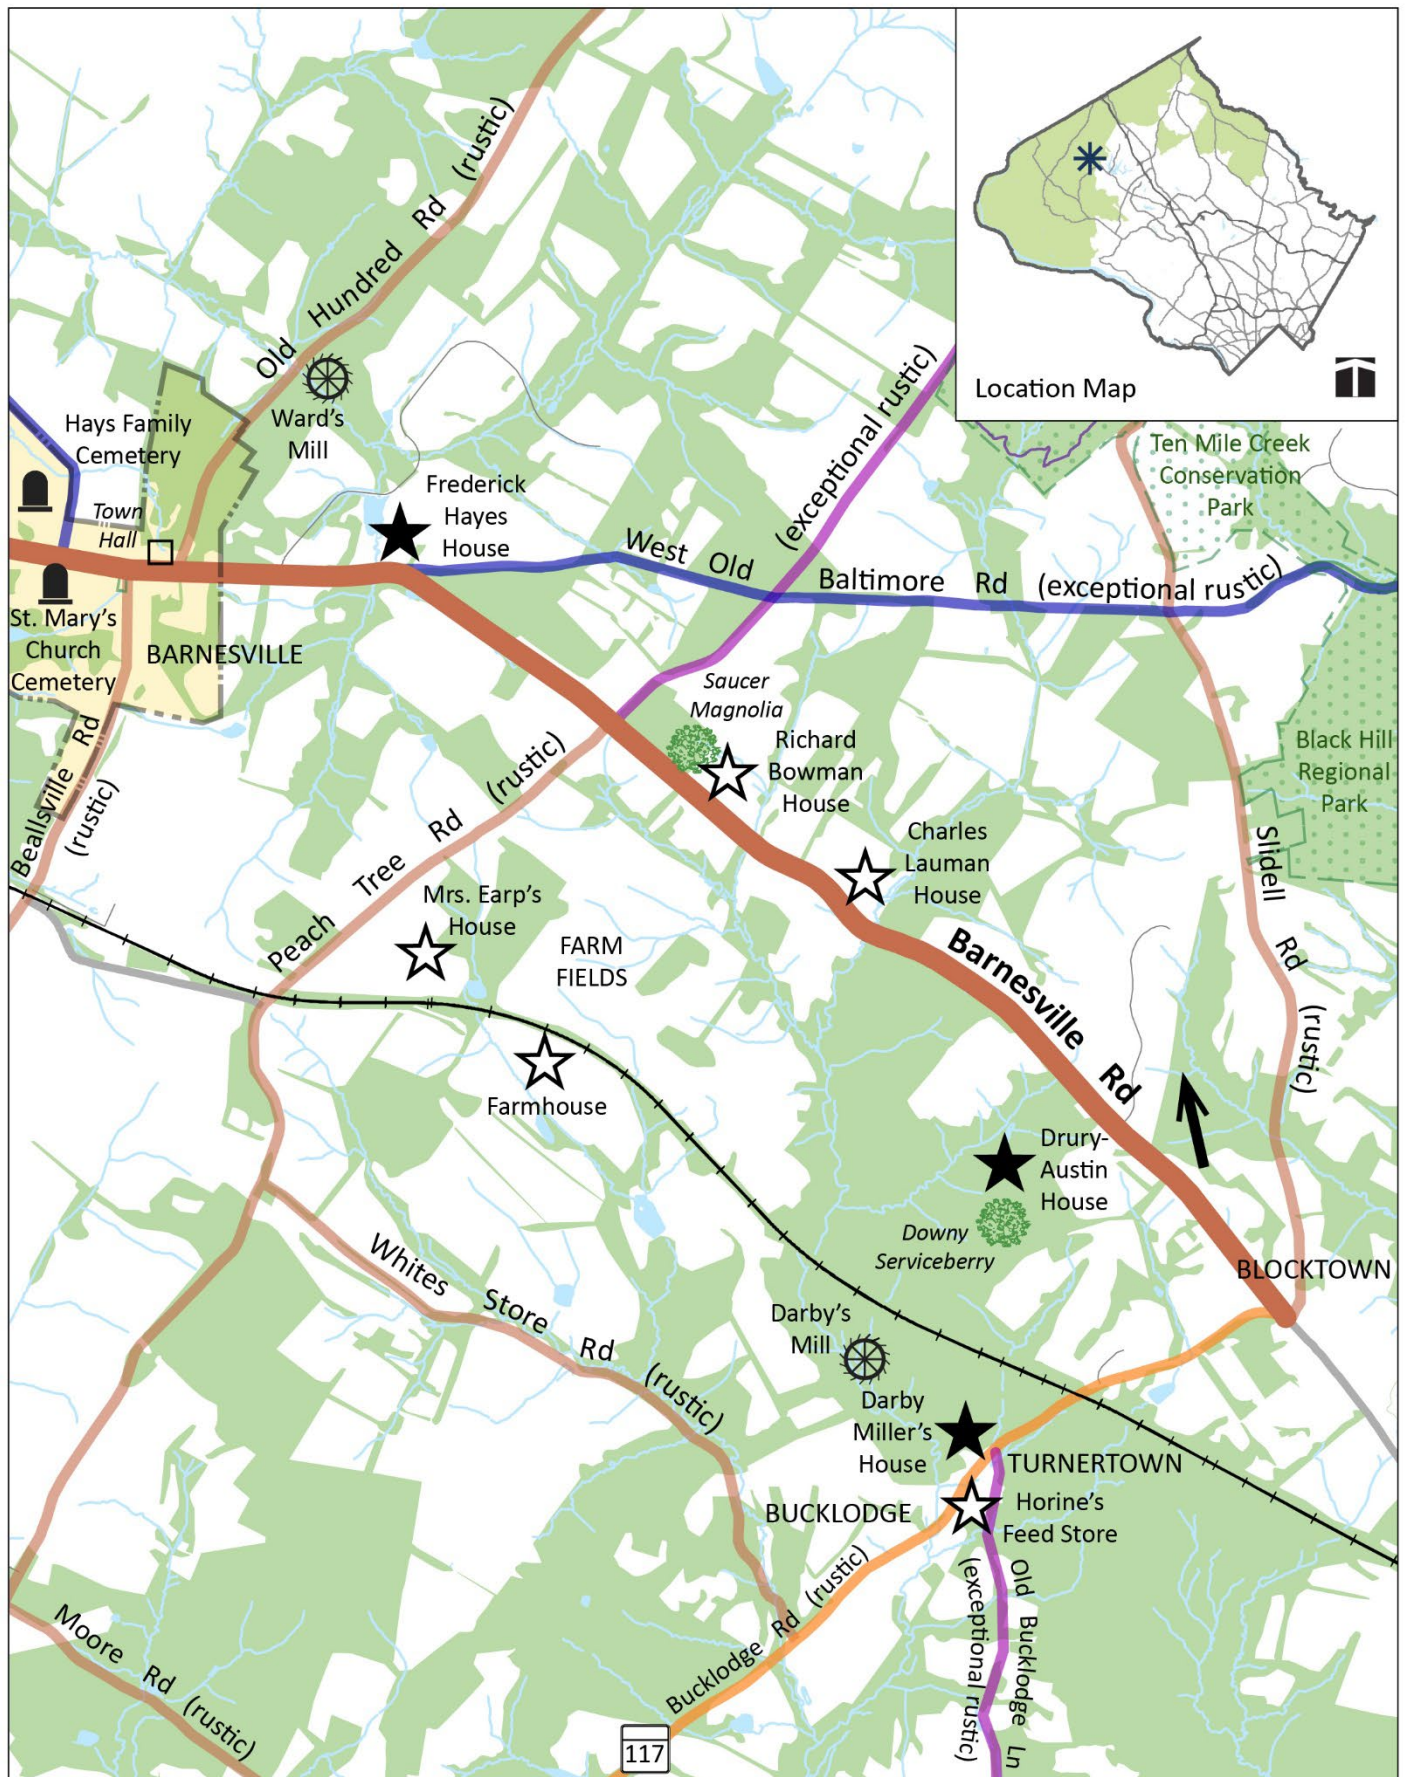 Location Map
Old Hundred Rd (rustic)
Ward's
Mill
Hays Family
Cemetery
Town
Hall
Frederick
Hayes
House
(exceptional rustic)
Ten Mile Creek
Conservation
Park
West Old Baltimore Rd (exceptional rustic)
St. Mary's
Church
Cemetery
BARNESVILLE
Saucer
Magnolia
Richard
Bowman
House
Black Hill
Regional
Park
Beallsville Rd
(rustic)
Peach Tree Rd (rustic)
Charles
Lauman
House
Slidell Rd (rustic)
Mrs. Earp's
House
FARM
FIELDS
Barnesville Rd
Farmhouse
Drury-
Austin
House
Downy
Serviceberry
BLOCKTOWN
Whites Store Rd (rustic)
Darby's
Mill
Darby
Miller's
House
TURNERTOWN
BUCKLODGE
Horine's
Feed Store
Bucklodge Rd (rustic)
Old Bucklodge Ln
(exceptional rustic)
Moore Rd (rustic)
117